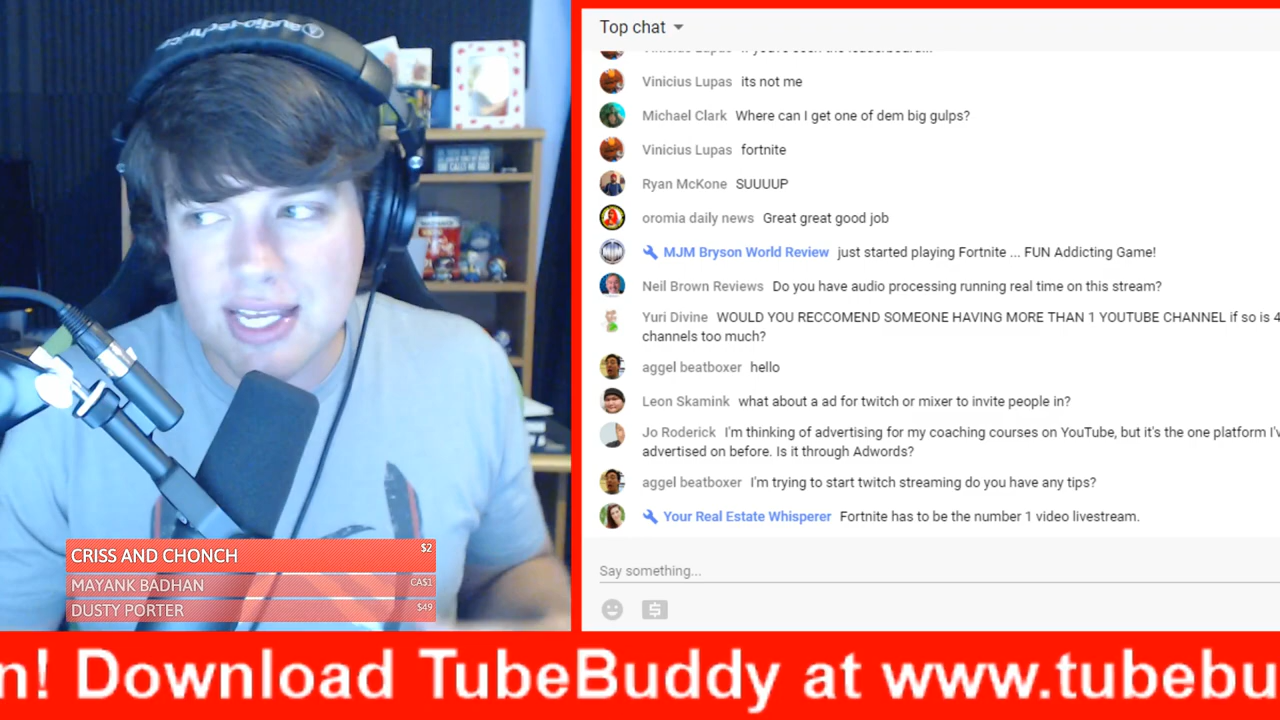 audio-technica
CRISS AND CHONCH $2
MAYANK BADHAN CA$1
DUSTY PORTER $49
Top chat
Vinicius Lupas
Vinicius Lupas its not me
Michael Clark Where can I get one of dem big gulps?
Vinicius Lupas fortnite
Ryan McKone SUUUUP
oromia daily news Great great good job
MJM Bryson World Review just started playing Fortnite ... FUN Addicting Game!
Neil Brown Reviews Do you have audio processing running real time on this stream?
Yuri Divine WOULD YOU RECCOMEND SOMEONE HAVING MORE THAN 1 YOUTUBE CHANNEL if so is 4
channels too much?
aggel beatboxer hello
Leon Skamink what about a ad for twitch or mixer to invite people in?
Jo Roderick I'm thinking of advertising for my coaching courses on YouTube, but it's the one platform I'v
advertised on before. Is it through Adwords?
aggel beatboxer I'm trying to start twitch streaming do you have any tips?
Your Real Estate Whisperer Fortnite has to be the number 1 video livestream.
Say something...
n! Download TubeBuddy at www.tubebu